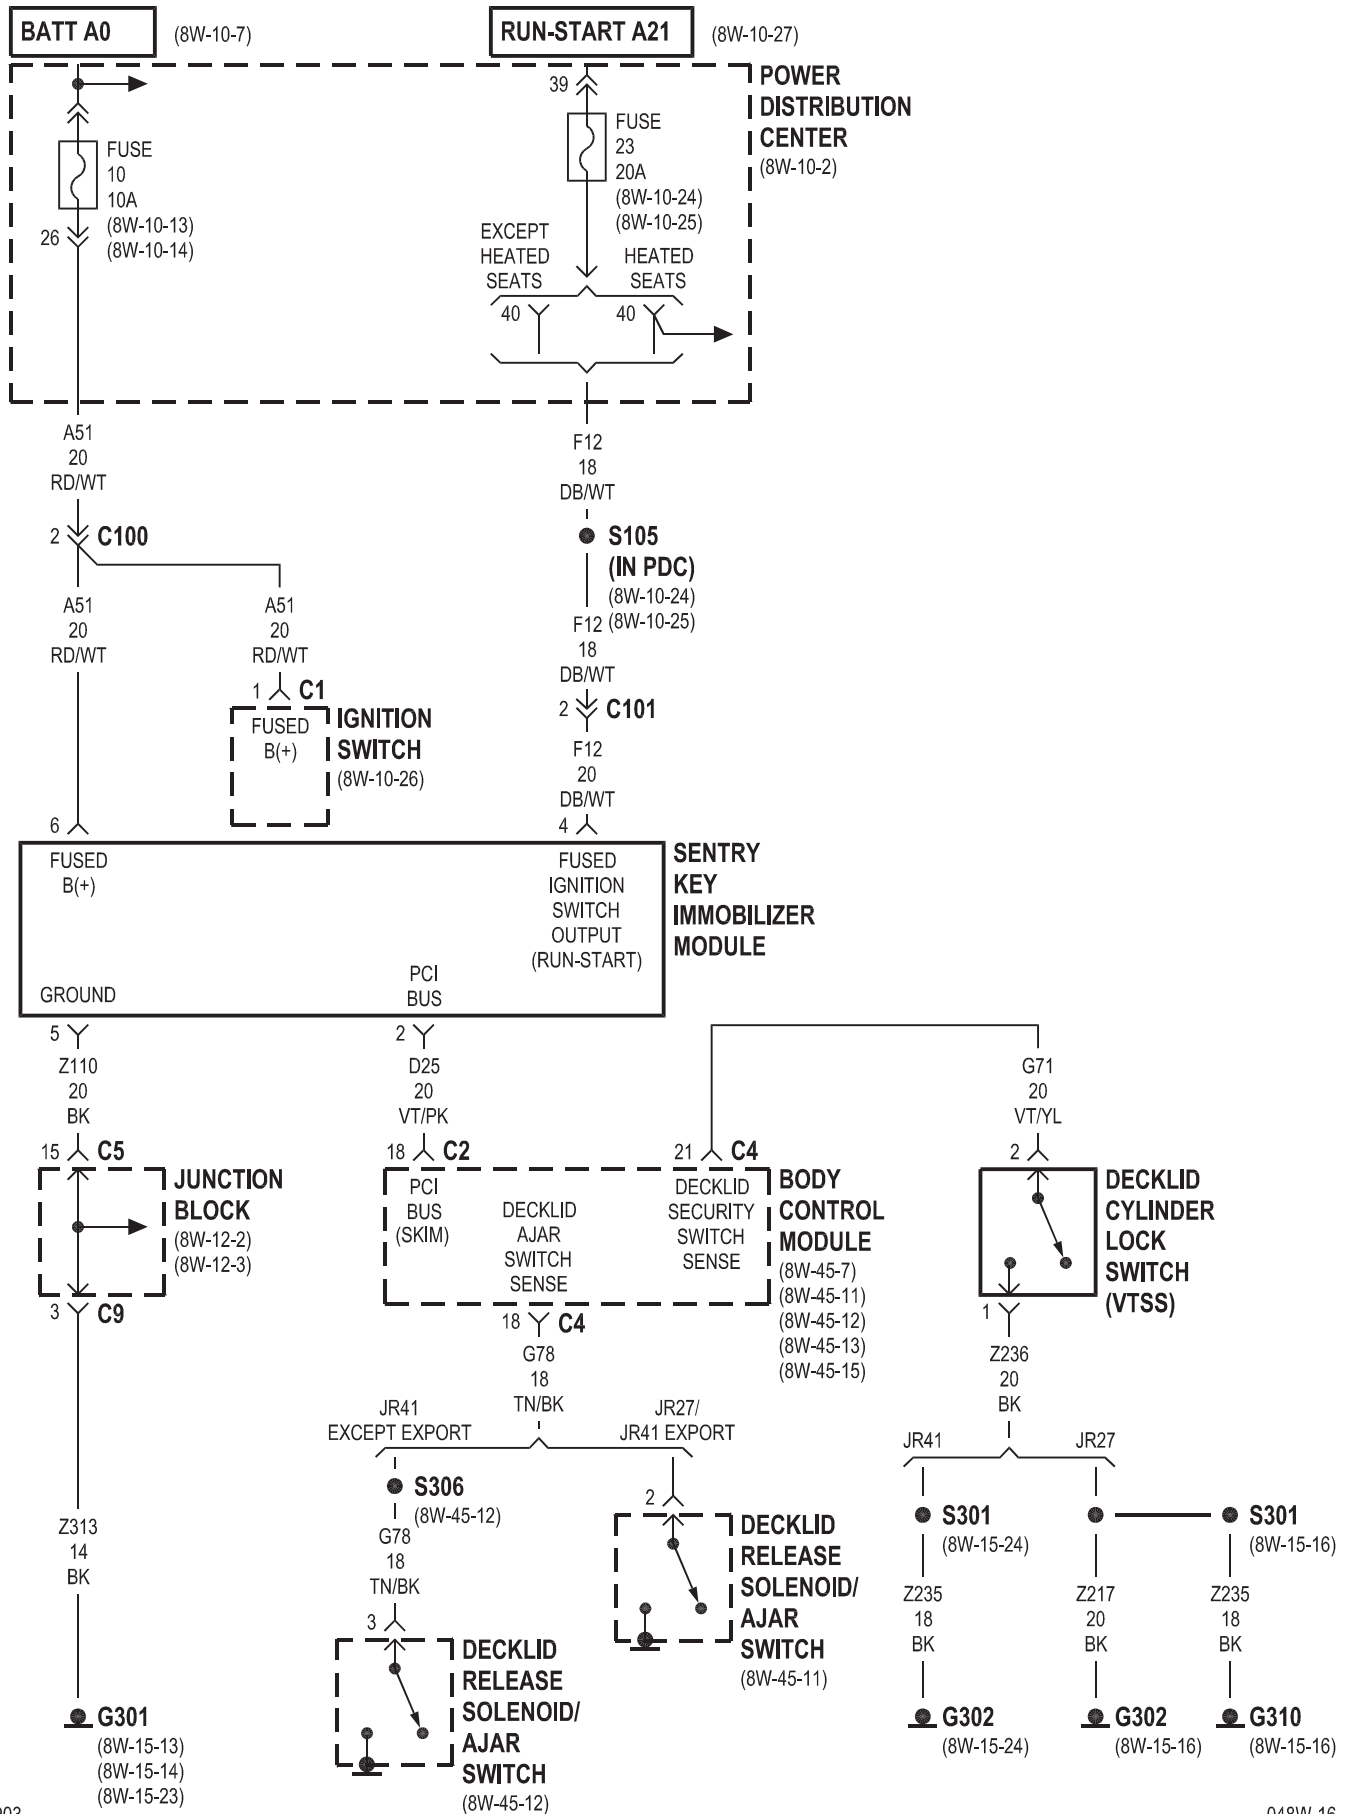 BATT A0
(8W-10-7)
RUN-START A21
(8W-10-27)
POWER
DISTRIBUTION
CENTER
(8W-10-2)
39
FUSE
10
10A
(8W-10-13)
(8W-10-14)
26
FUSE
23
20A
(8W-10-24)
(8W-10-25)
EXCEPT
HEATED
SEATS
HEATED
SEATS
40
40
A51
20
RD/WT
F12
18
DB/WT
2
C100
S105
(IN PDC)
(8W-10-24)
(8W-10-25)
A51
20
RD/WT
A51
20
RD/WT
F12
18
DB/WT
1
C1
FUSED
B(+)
IGNITION
SWITCH
(8W-10-26)
2
C101
F12
20
DB/WT
6
4
FUSED
B(+)
FUSED
IGNITION
SWITCH
OUTPUT
(RUN-START)
SENTRY
KEY
IMMOBILIZER
MODULE
GROUND
PCI
BUS
5
Z110
20
BK
2
D25
20
VT/PK
G71
20
VT/YL
15
C5
18
C2
21
C4
2
JUNCTION
BLOCK
(8W-12-2)
(8W-12-3)
PCI
BUS
(SKIM)
DECKLID
AJAR
SWITCH
SENSE
DECKLID
SECURITY
SWITCH
SENSE
BODY
CONTROL
MODULE
(8W-45-7)
(8W-45-11)
(8W-45-12)
(8W-45-13)
(8W-45-15)
DECKLID
CYLINDER
LOCK
SWITCH
(VTSS)
3
C9
18
C4
1
G78
18
TN/BK
Z236
20
BK
JR41
EXCEPT EXPORT
JR27/
JR41 EXPORT
JR41
JR27
S306
(8W-45-12)
2
S301
(8W-15-24)
S301
(8W-15-16)
Z313
14
BK
G78
18
TN/BK
DECKLID
RELEASE
SOLENOID/
AJAR
SWITCH
(8W-45-11)
Z235
18
BK
Z217
20
BK
Z235
18
BK
3
DECKLID
RELEASE
SOLENOID/
AJAR
SWITCH
(8W-45-12)
G301
(8W-15-13)
(8W-15-14)
(8W-15-23)
G302
(8W-15-24)
G302
(8W-15-16)
G310
(8W-15-16)